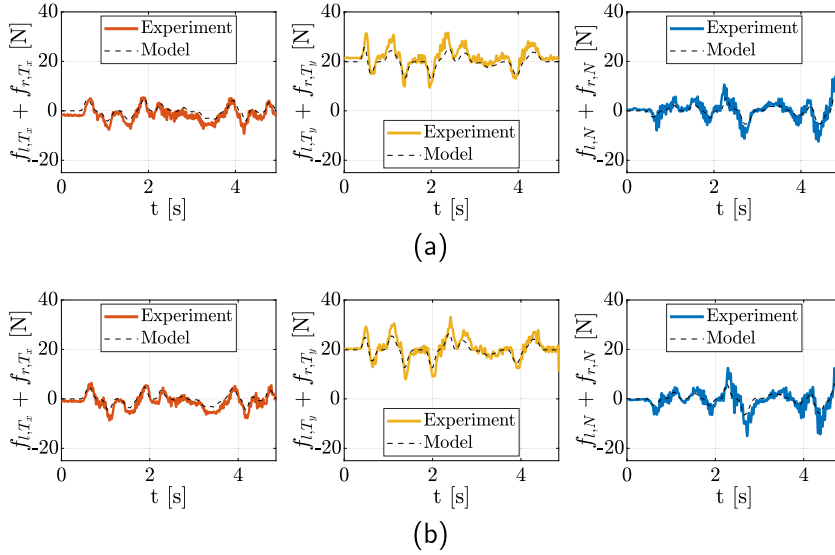 40
20
0
-20
0
2
4
t [s]
f_{l,T_x} + f_{r,T_x} [N]
Experiment
Model
40
20
0
-20
0
2
4
t [s]
f_{l,T_y} + f_{r,T_y} [N]
Experiment
Model
40
20
0
-20
0
2
4
t [s]
f_{l,N} + f_{r,N} [N]
Experiment
Model
(a)
40
20
0
-20
0
2
4
t [s]
f_{l,T_x} + f_{r,T_x} [N]
Experiment
Model
40
20
0
-20
0
2
4
t [s]
f_{l,T_y} + f_{r,T_y} [N]
Experiment
Model
40
20
0
-20
0
2
4
t [s]
f_{l,N} + f_{r,N} [N]
Experiment
Model
(b)